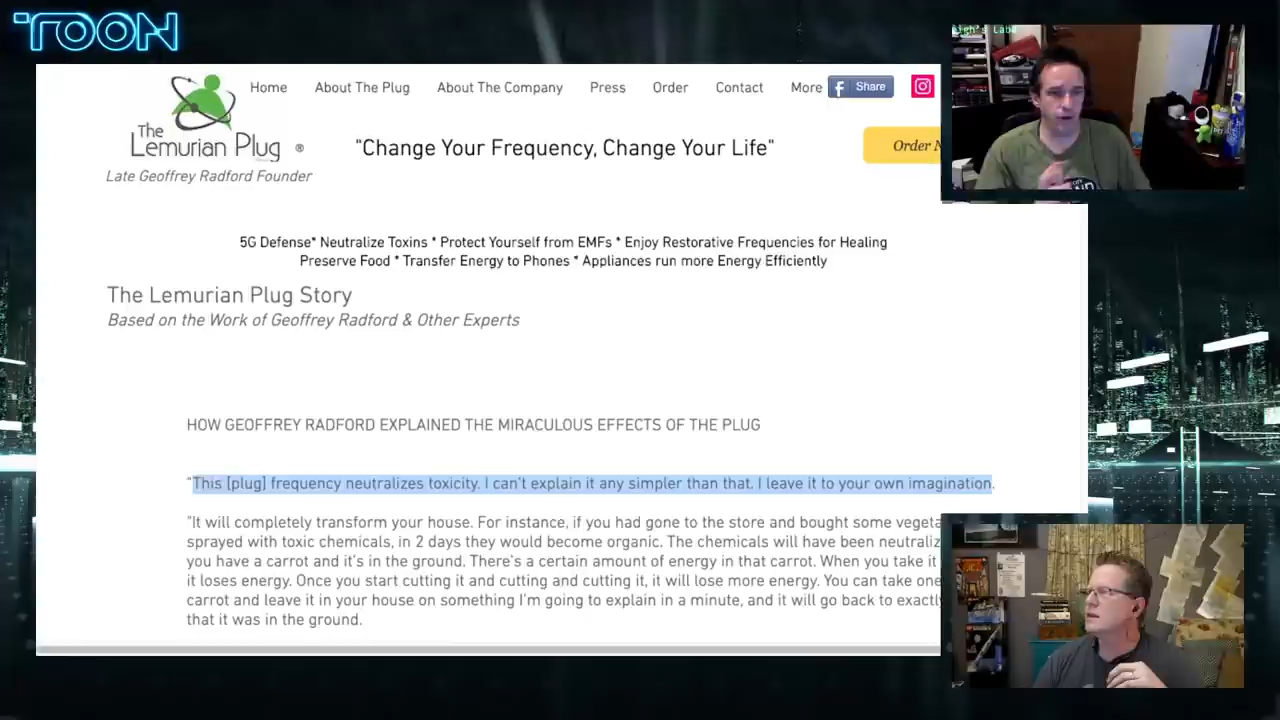 TOON
Home About The Plug About The Company Press Order Contact More Share
The
Lemurian Plug ®
"Change Your Frequency, Change Your Life"
Order
Late Geoffrey Radford Founder
5G Defense* Neutralize Toxins * Protect Yourself from EMFs * Enjoy Restorative Frequencies for Healing
Preserve Food * Transfer Energy to Phones * Appliances run more Energy Efficiently
The Lemurian Plug Story
Based on the Work of Geoffrey Radford & Other Experts
HOW GEOFFREY RADFORD EXPLAINED THE MIRACULOUS EFFECTS OF THE PLUG
"This [plug] frequency neutralizes toxicity. I can't explain it any simpler than that. I leave it to your own imagination.
"It will completely transform your house. For instance, if you had gone to the store and bought some vegeta
sprayed with toxic chemicals, in 2 days they would become organic. The chemicals will have been neutraliz
you have a carrot and it's in the ground. There's a certain amount of energy in that carrot. When you take it
it loses energy. Once you start cutting it and cutting and cutting it, it will lose more energy. You can take one
carrot and leave it in your house on something I'm going to explain in a minute, and it will go back to exactly
that it was in the ground.